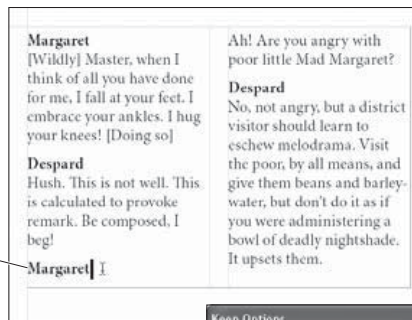 Margaret
[Wildly] Master, when I
think of all you have done
for me, I fall at your feet. I
embrace your ankles. I hug
your knees! [Doing so]
Despard
Hush. This is not well. This
is calculated to provoke
remark. Be composed, I
beg!
Margaret
Ah! Are you angry with
poor little Mad Margaret?
Despard
No, not angry, but a district
visitor should learn to
eschew melodrama. Visit
the poor, by all means, and
give them beans and barley-
water, but don't do it as if
you were administering a
bowl of deadly nightshade.
It upsets them.
Keep Options